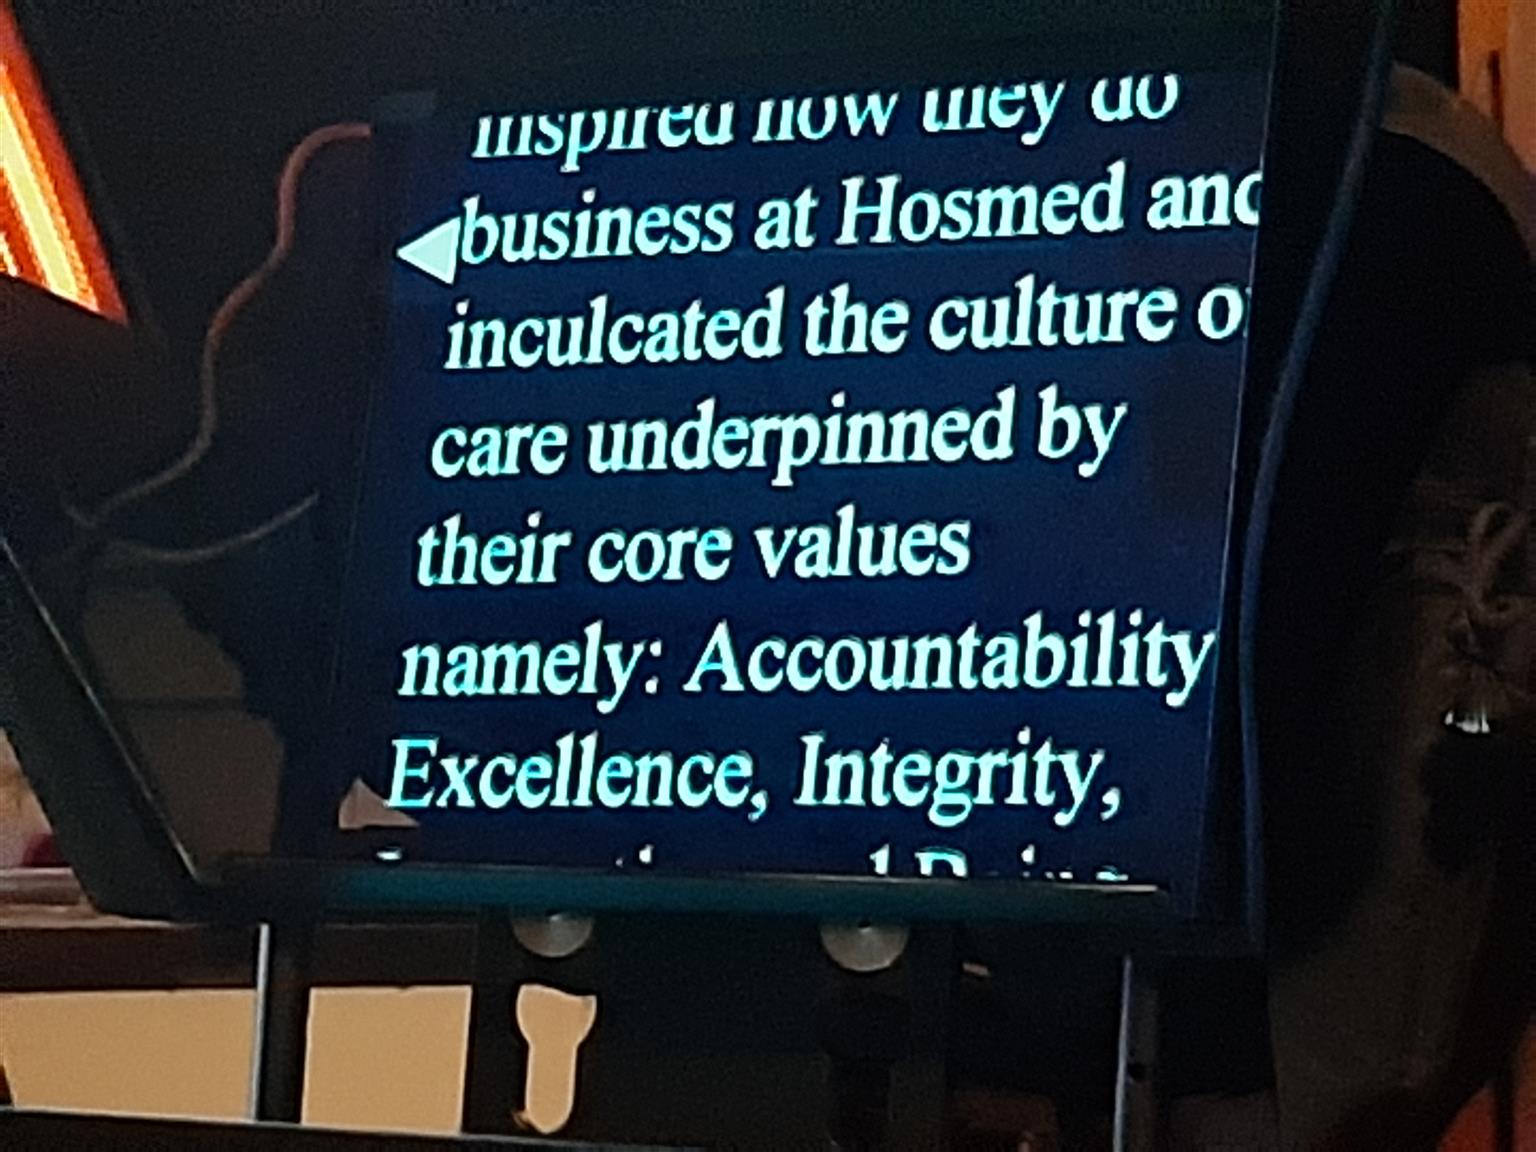 inspired how they do
business at Hosmed and
inculcated the culture o
care underpinned by
their core values
namely: Accountability
Excellence, Integrity,